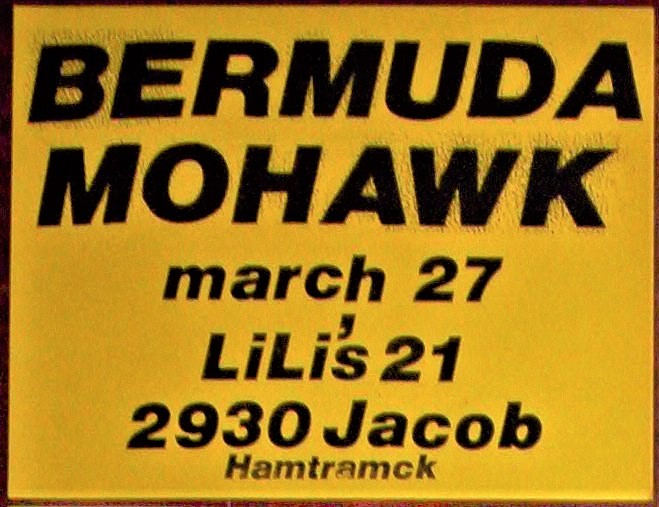 BERMUDA
MOHAWK
march 27
LiLi's 21
2930 Jacob
Hamtramck